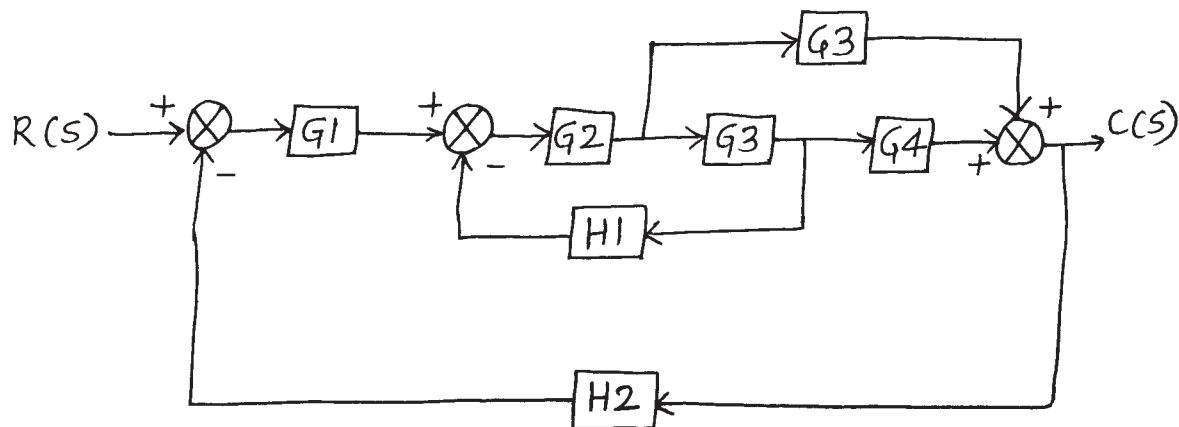 G3
+
+
+
R(S)
G1
G2
G3
G4
C(S)
-
-
+
H1
H2